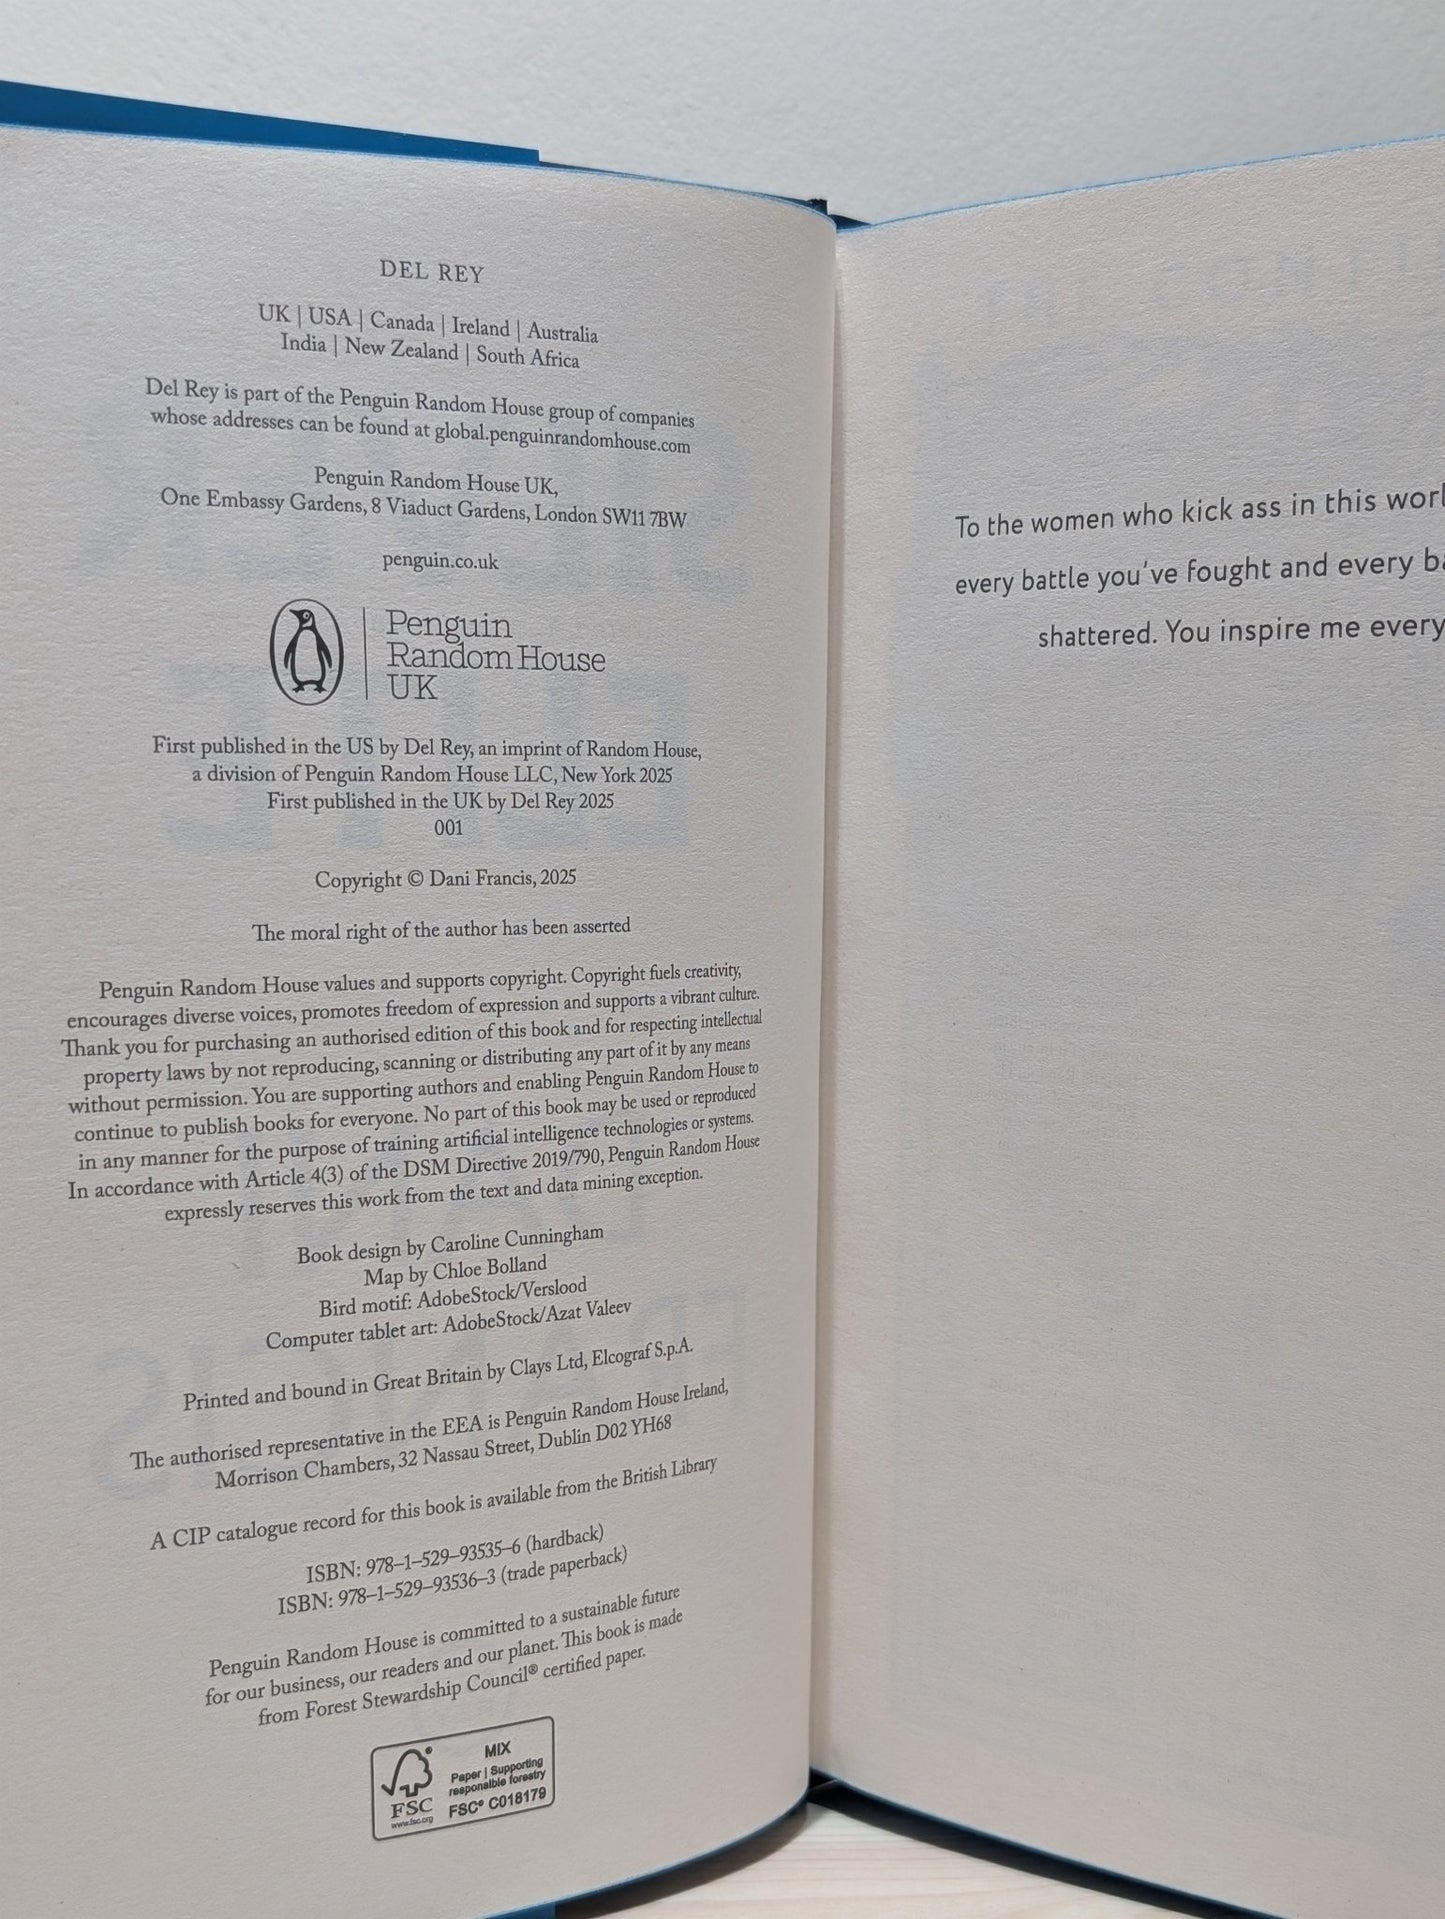 DEL REY
UK | USA | Canada | Ireland | Australia
India | New Zealand | South Africa
Del Rey is part of the Penguin Random House group of companies
whose addresses can be found at global.penguinrandomhouse.com
Penguin Random House UK,
One Embassy Gardens, 8 Viaduct Gardens, London SW11 7BW
penguin.co.uk
Penguin
Random House
UK
First published in the US by Del Rey, an imprint of Random House,
a division of Penguin Random House LLC, New York 2025
First published in the UK by Del Rey 2025
001
Copyright © Dani Francis, 2025
The moral right of the author has been asserted
Penguin Random House values and supports copyright. Copyright fuels creativity,
encourages diverse voices, promotes freedom of expression and supports a vibrant culture.
Thank you for purchasing an authorised edition of this book and for respecting intellectual
property laws by not reproducing, scanning or distributing any part of it by any means
without permission. You are supporting authors and enabling Penguin Random House to
continue to publish books for everyone. No part of this book may be used or reproduced
in any manner for the purpose of training artificial intelligence technologies or systems.
In accordance with Article 4(3) of the DSM Directive 2019/790, Penguin Random House
expressly reserves this work from the text and data mining exception.
Book design by Caroline Cunningham
Map by Chloe Bolland
Bird motif: AdobeStock/Verslood
Computer tablet art: AdobeStock/Azat Valeev
Printed and bound in Great Britain by Clays Ltd, Elcograf S.p.A.
The authorised representative in the EEA is Penguin Random House Ireland,
Morrison Chambers, 32 Nassau Street, Dublin D02 YH68
A CIP catalogue record for this book is available from the British Library
ISBN: 978–1–529–93535–6 (hardback)
ISBN: 978–1–529–93536–3 (trade paperback)
Penguin Random House is committed to a sustainable future
for our business, our readers and our planet. This book is made
from Forest Stewardship Council® certified paper.
FSC
www.fsc.org
MIX
Paper | Supporting
responsible forestry
FSC® C018179
To the women who kick ass in this
every battle you've fought and every
shattered. You inspire me every